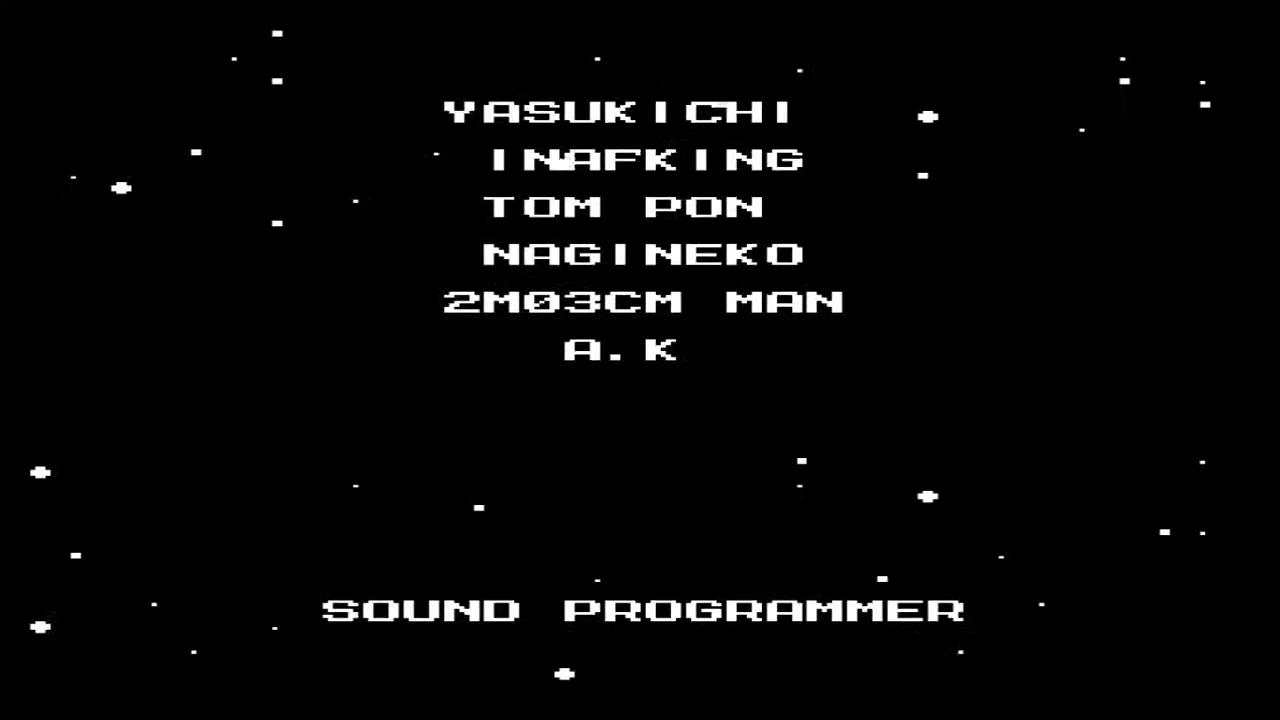 YASUKICHI
INAFKING
TOM PON
NAGINEKO
2M03CM MAN
A.K
SOUND PROGRAMMER